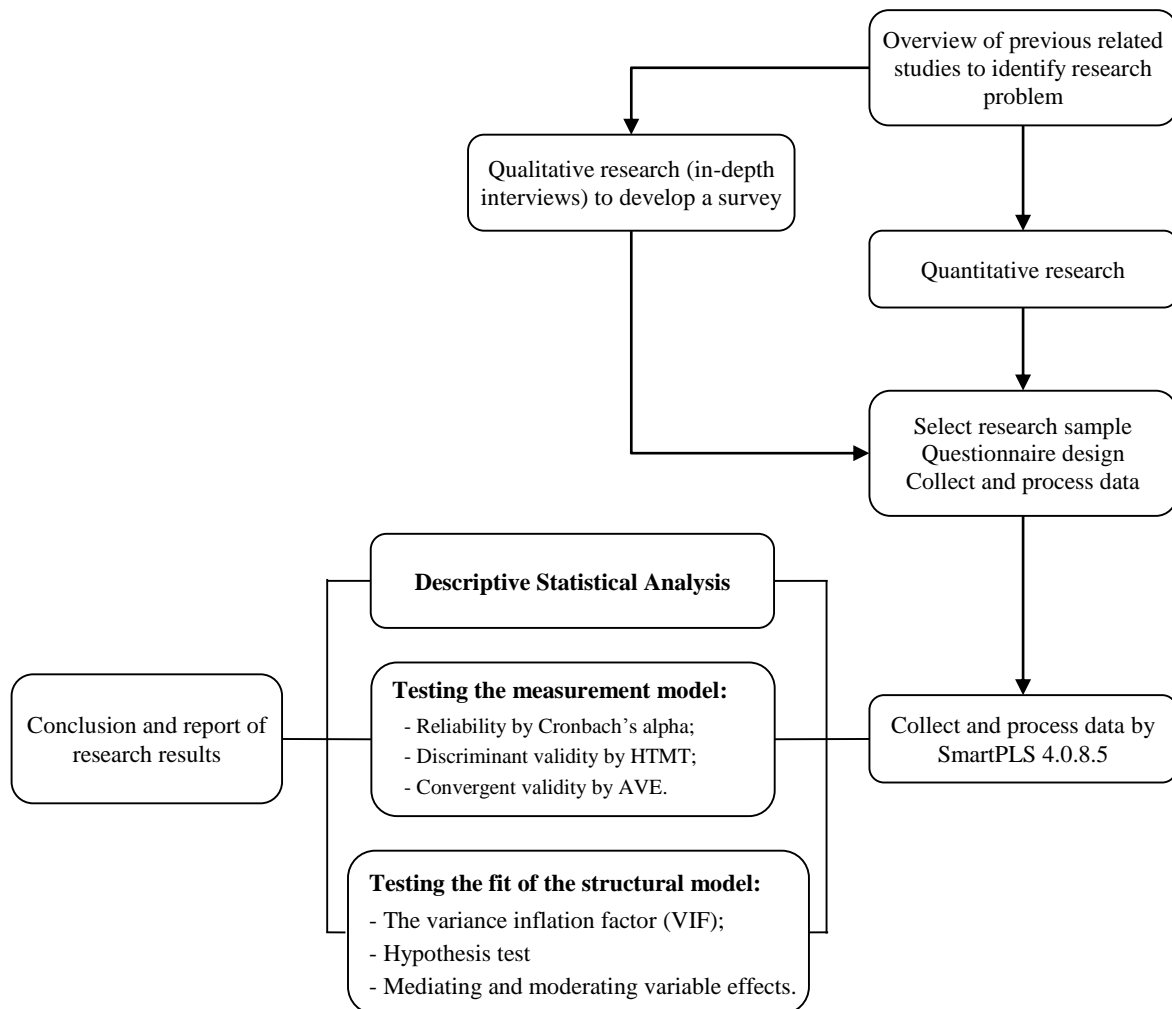 Overview of previous related
studies to identify research
problem
Qualitative research (in-depth
interviews) to develop a survey
Quantitative research
Select research sample
Questionnaire design
Collect and process data
Descriptive Statistical Analysis
Testing the measurement model:
- Reliability by Cronbach’s alpha;
- Discriminant validity by HTMT;
- Convergent validity by AVE.
Conclusion and report of
research results
Collect and process data by
SmartPLS 4.0.8.5
Testing the fit of the structural model:
- The variance inflation factor (VIF);
- Hypothesis test
- Mediating and moderating variable effects.